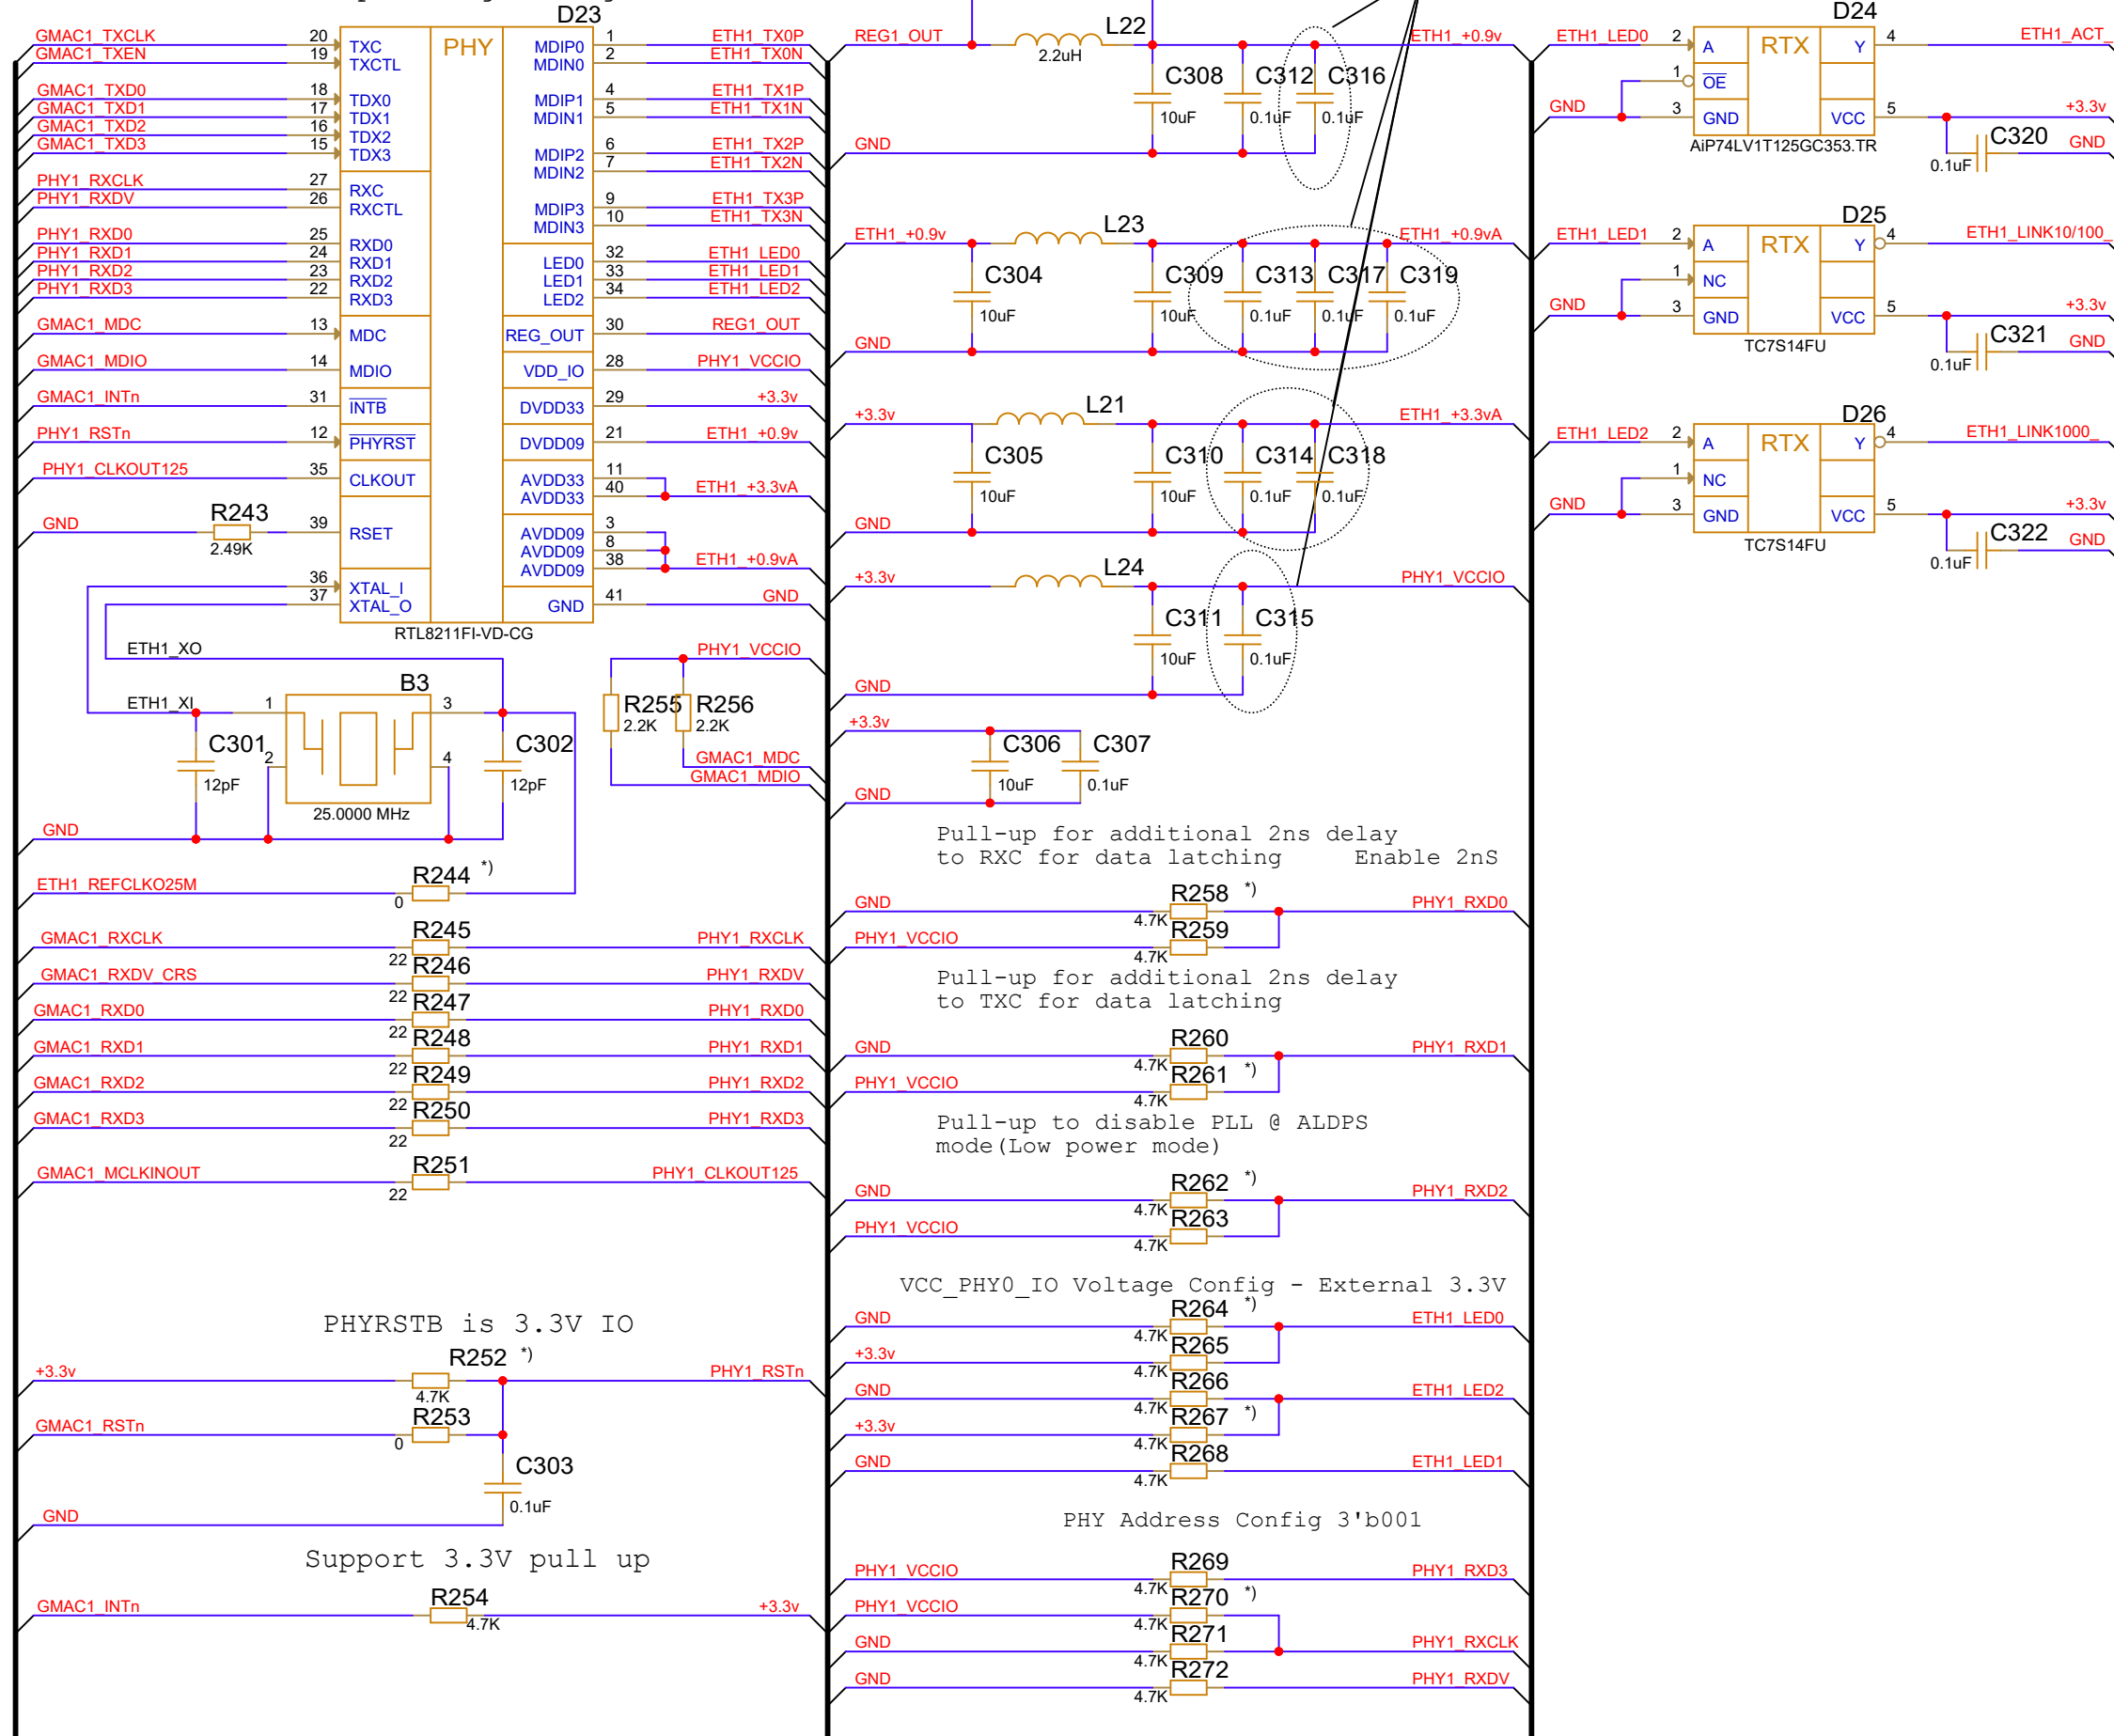 D23
GMAC1_TXCLK 20 TXC PHY MDIP0 1 ETH1_TX0P
GMAC1_TXEN 19 TXCTL MDIN0 2 ETH1_TX0N
GMAC1_TXD0 18 TDX0 MDIP1 4 ETH1_TX1P
GMAC1_TXD1 17 TDX1 MDIN1 5 ETH1_TX1N
GMAC1_TXD2 16 TDX2 MDIP2 6 ETH1_TX2P
GMAC1_TXD3 15 TDX3 MDIN2 7 ETH1_TX2N
PHY1_RXCLK 27 RXC MDIP3 9 ETH1_TX3P
PHY1_RXDV 26 RXCTL MDIN3 10 ETH1_TX3N
PHY1_RXD0 25 RXD0 LED0 32 ETH1_LED0
PHY1_RXD1 24 RXD1 LED1 33 ETH1_LED1
PHY1_RXD2 23 RXD2 LED2 34 ETH1_LED2
PHY1_RXD3 22 RXD3
GMAC1_MDC 13 MDC REG_OUT 30 REG1_OUT
GMAC1_MDIO 14 MDIO VDD_IO 28 PHY1_VCCIO
GMAC1_INTn 31 INTB DVDD33 29 +3.3v
PHY1_RSTn 12 PHYRST DVDD09 21 ETH1_+0.9v
PHY1_CLKOUT125 35 CLKOUT AVDD33 11
AVDD33 40 ETH1_+3.3vA
GND R243 2.49K 39 RSET AVDD09 3
AVDD09 8
AVDD09 38 ETH1_+0.9vA
36 XTAL_I
37 XTAL_O GND 41 GND
RTL8211FI-VD-CG
ETH1_XO
ETH1_XI 1 B3 3
C301 2 4 C302
12pF 12pF
25.0000 MHz
GND
PHY1_VCCIO
R255 R256
2.2K 2.2K
GMAC1_MDC
GMAC1_MDIO
ETH1_REFCLKO25M R244 *) 0
GMAC1_RXCLK R245 22 PHY1_RXCLK
GMAC1_RXDV_CRS R246 22 PHY1_RXDV
GMAC1_RXD0 R247 22 PHY1_RXD0
GMAC1_RXD1 R248 22 PHY1_RXD1
GMAC1_RXD2 R249 22 PHY1_RXD2
GMAC1_RXD3 R250 22 PHY1_RXD3
GMAC1_MCLKINOUT R251 22 PHY1_CLKOUT125
PHYRSTB is 3.3V IO
+3.3v R252 *) 4.7K PHY1_RSTn
GMAC1_RSTn R253 0
C303
0.1uF
GND
Support 3.3V pull up
GMAC1_INTn R254 4.7K +3.3v
REG1_OUT L22 2.2uH ETH1_+0.9v
C308 C312 C316
10uF 0.1uF 0.1uF
GND
ETH1_+0.9v L23 ETH1_+0.9vA
C304 C309 C313 C317 C319
10uF 10uF 0.1uF 0.1uF 0.1uF
GND
+3.3v L21 ETH1_+3.3vA
C305 C310 C314 C318
10uF 10uF 0.1uF 0.1uF
GND
+3.3v L24 PHY1_VCCIO
C311 C315
10uF 0.1uF
GND
+3.3v
C306 C307
10uF 0.1uF
GND
Pull-up for additional 2ns delay
to RXC for data latching Enable 2nS
GND R258 *) 4.7K PHY1_RXD0
PHY1_VCCIO R259 4.7K
Pull-up for additional 2ns delay
to TXC for data latching
GND R260 4.7K PHY1_RXD1
PHY1_VCCIO R261 *) 4.7K
Pull-up to disable PLL @ ALDPS
mode(Low power mode)
GND R262 *) 4.7K PHY1_RXD2
PHY1_VCCIO R263 4.7K
VCC_PHY0_IO Voltage Config - External 3.3V
GND R264 *) 4.7K ETH1_LED0
+3.3v R265 4.7K
GND R266 4.7K ETH1_LED2
+3.3v R267 *) 4.7K
GND R268 4.7K ETH1_LED1
PHY Address Config 3'b001
PHY1_VCCIO R269 4.7K PHY1_RXD3
PHY1_VCCIO R270 *) 4.7K
GND R271 4.7K PHY1_RXCLK
GND R272 4.7K PHY1_RXDV
D24
ETH1_LED0 2 A RTX Y 4 ETH1_ACT_
1 OE
GND 3 GND VCC 5 +3.3v
AiP74LV1T125GC353.TR
C320 GND
0.1uF
D25
ETH1_LED1 2 A RTX Y 4 ETH1_LINK10/100_
1 NC
GND 3 GND VCC 5 +3.3v
TC7S14FU
C321 GND
0.1uF
D26
ETH1_LED2 2 A RTX Y 4 ETH1_LINK1000_
1 NC
GND 3 GND VCC 5 +3.3v
TC7S14FU
C322 GND
0.1uF